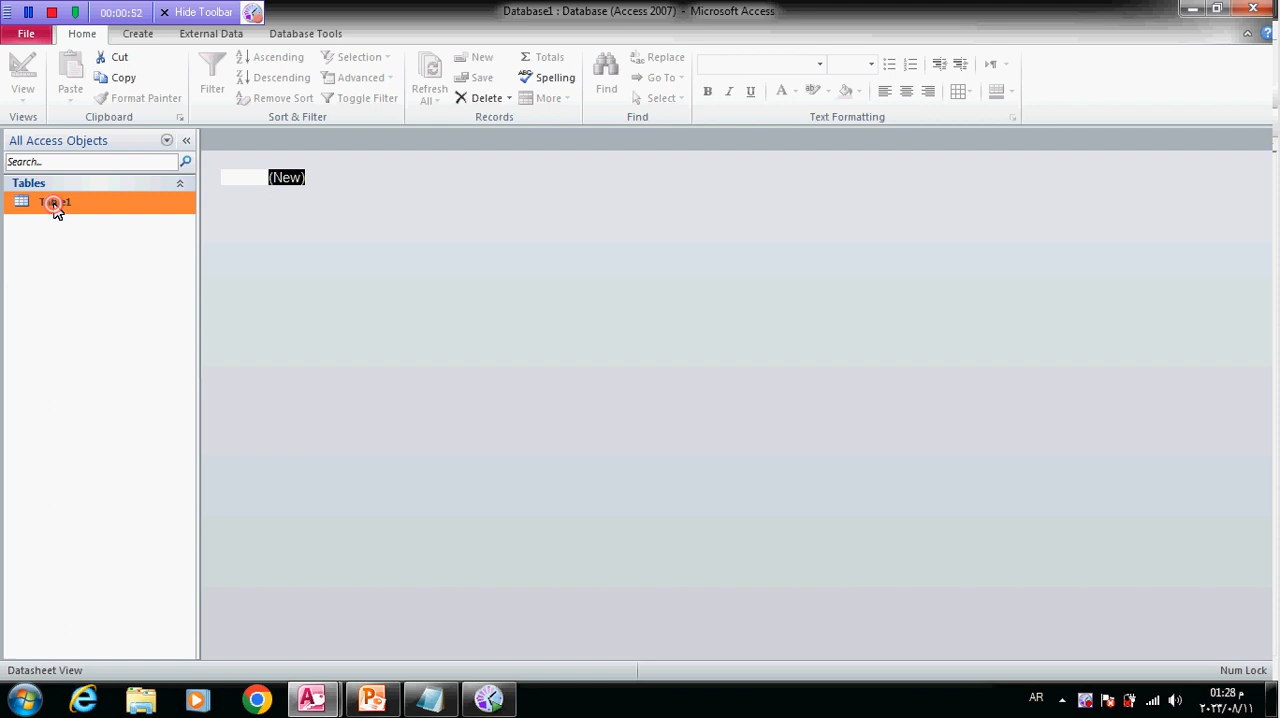 00:00:52 Hide Toolbar Database1 : Database (Access 2007) - Microsoft Access
File Home Create External Data Database Tools
View Views
Paste Cut Copy Format Painter Clipboard
Filter Ascending Descending Remove Sort Selection Advanced Toggle Filter Sort & Filter
Refresh All New Save Delete Totals Spelling More Records
Find Replace Go To Select Find
B I U A Text Formatting
All Access Objects
Search...
Tables
(New)
Datasheet View Num Lock
AR 01:28 م
٢٠٢٣/٠٨/١١